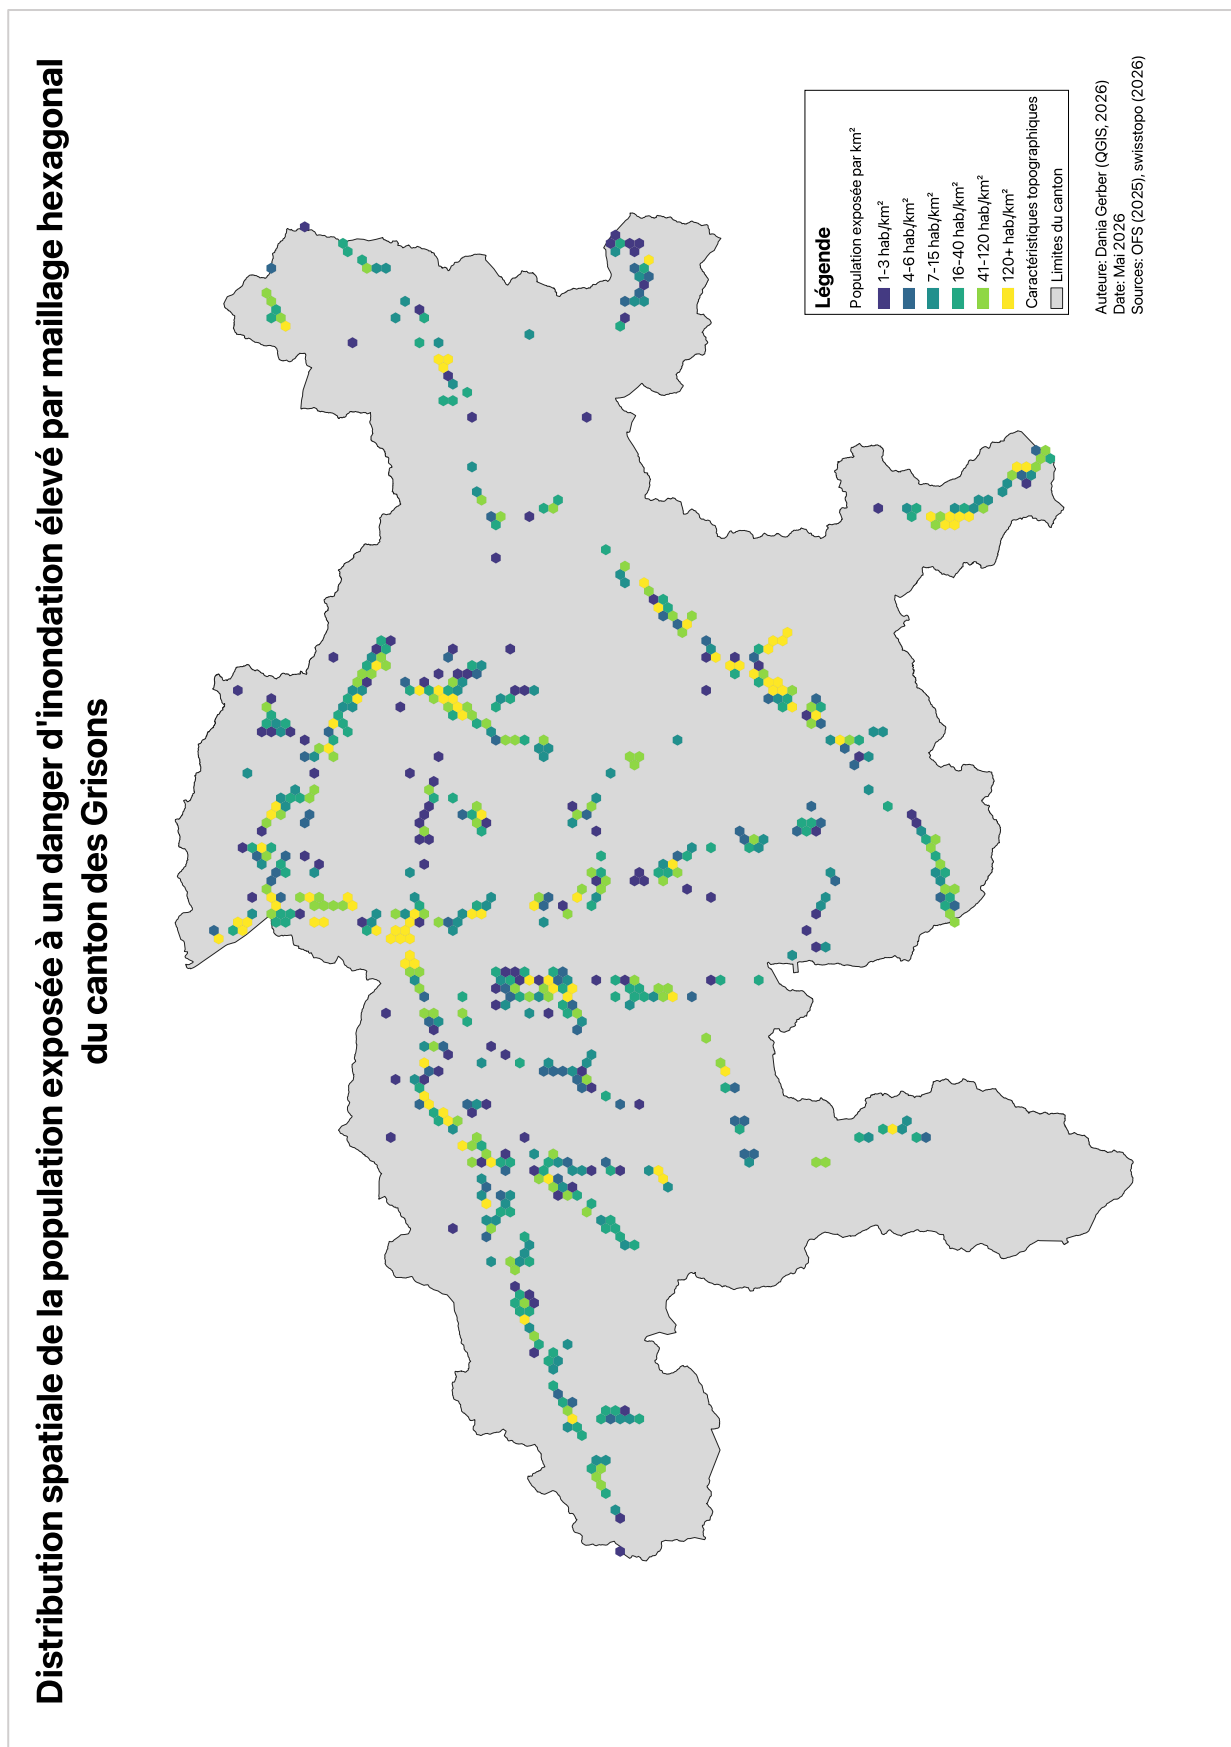 Distribution spatiale de la population exposée à un danger d'inondation élevé par maillage hexagonal
du canton des Grisons
Légende
Population exposée par km²
1-3 hab/km²
4-6 hab/km²
7-15 hab/km²
16-40 hab/km²
41-120 hab/km²
120+ hab/km²
Caractéristiques topographiques
Limites du canton
Auteure: Dania Gerber (QGIS, 2026)
Date: Mai 2026
Sources: OFS (2025), swisstopo (2026)